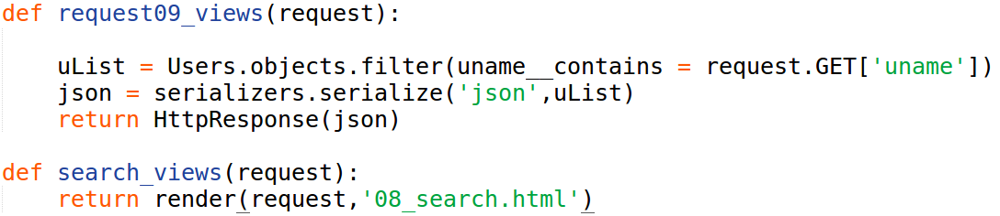 def request09_views(request):
    uList = Users.objects.filter(uname__contains = request.GET['uname'])
    json = serializers.serialize('json',uList)
    return HttpResponse(json)
def search_views(request):
    return render(request,'08_search.html')